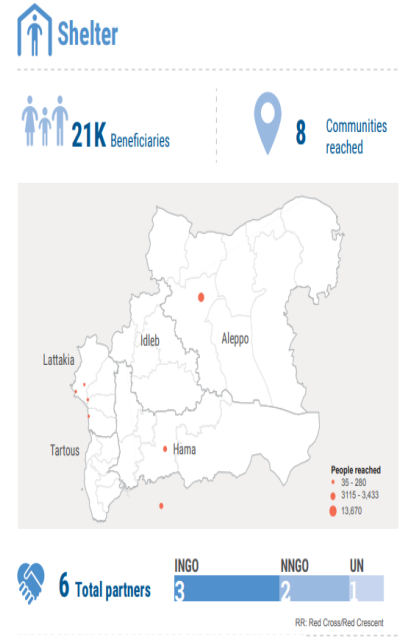 Shelter
21K Beneficiaries
8 Communities
reached
Idleb
Aleppo
Lattakia
Tartous
Hama
People reached
35 - 280
3115 - 3,433
13,670
6 Total partners
INGO NNGO UN
3 2 1
RR: Red Cross/Red Crescent